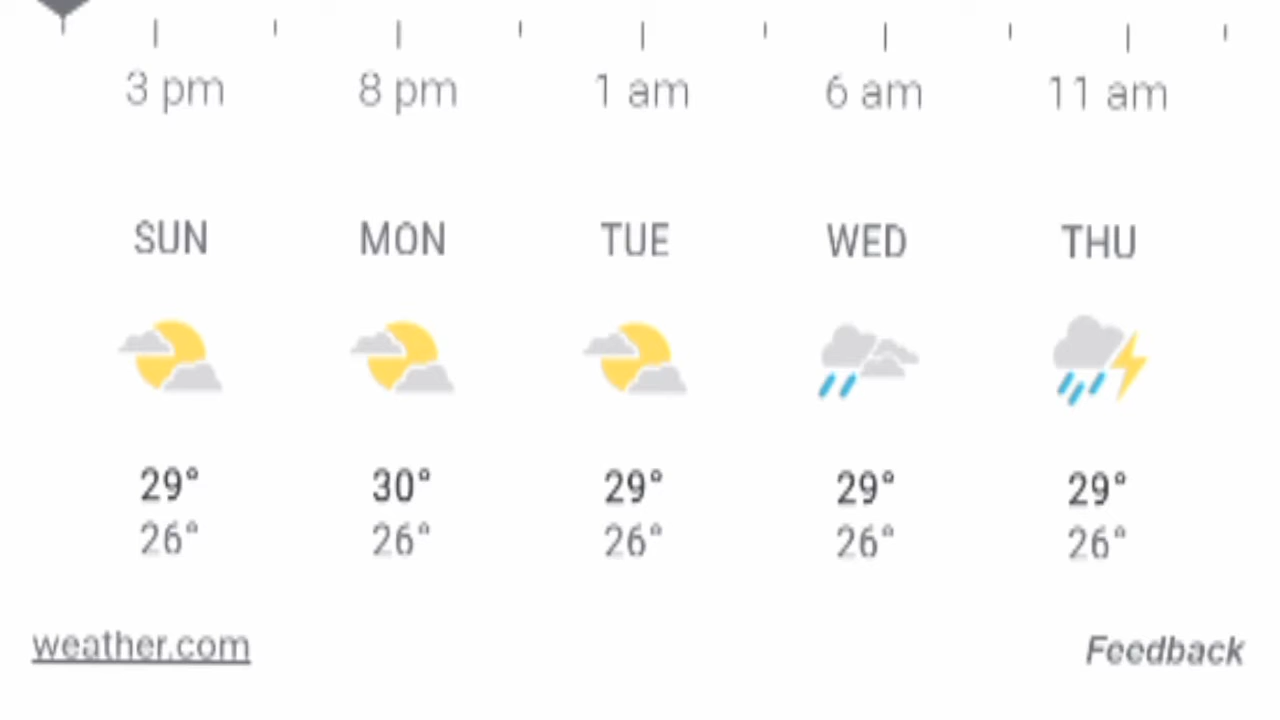 3 pm 8 pm 1 am 6 am 11 am
SUN MON TUE WED THU
29° 30° 29° 29° 29°
26° 26° 26° 26° 26°
weather.com Feedback